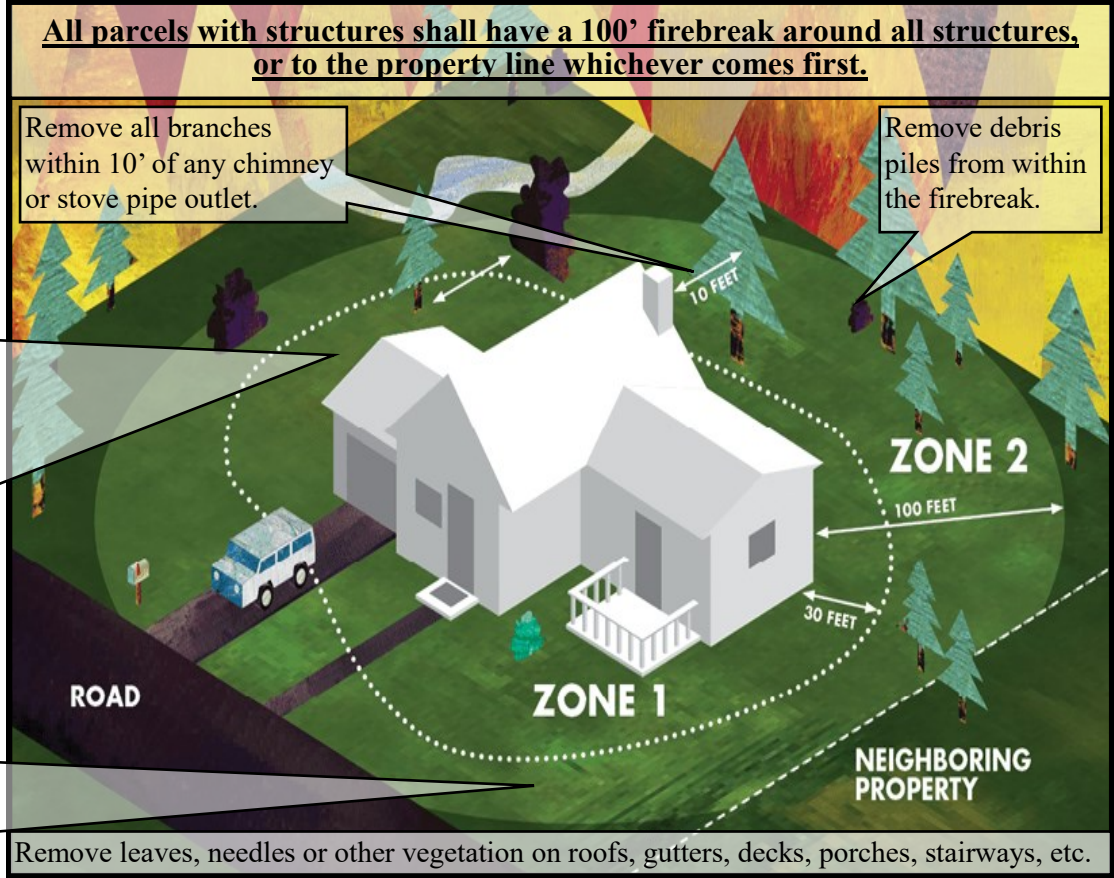 All parcels with structures shall have a 100’ firebreak around all structures,
or to the property line whichever comes first.
Remove all branches
within 10’ of any chimney
or stove pipe outlet.
Remove debris
piles from within
the firebreak.
10 FEET
ZONE 2
100 FEET
30 FEET
ROAD
ZONE 1
NEIGHBORING
PROPERTY
Remove leaves, needles or other vegetation on roofs, gutters, decks, porches, stairways, etc.